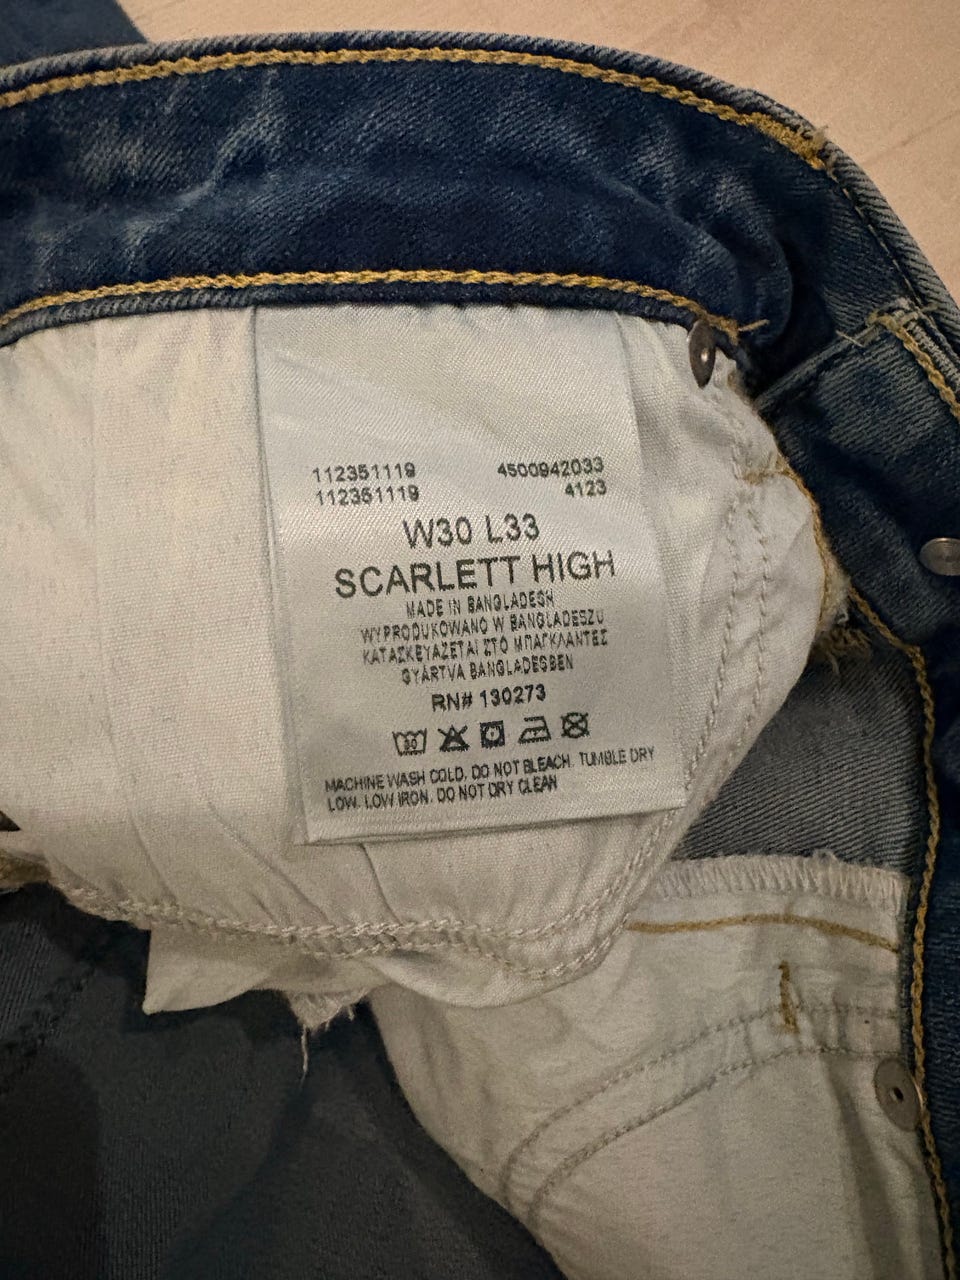 112351119 4500942033
112351119 4123
W30 L33
SCARLETT HIGH
MADE IN BANGLADESH
WYPRODUKOWANO W BANGLADESZU
ΚΑΤΑΣΚΕΥΑΖΕΤΑΙ ΣΤΟ ΜΠΑΓΚΛΑΝΤΕΣ
GYÁRTVA BANGLADESBEN
RN# 130273
30
MACHINE WASH COLD. DO NOT BLEACH. TUMBLE DRY
LOW. LOW IRON. DO NOT DRY CLEAN